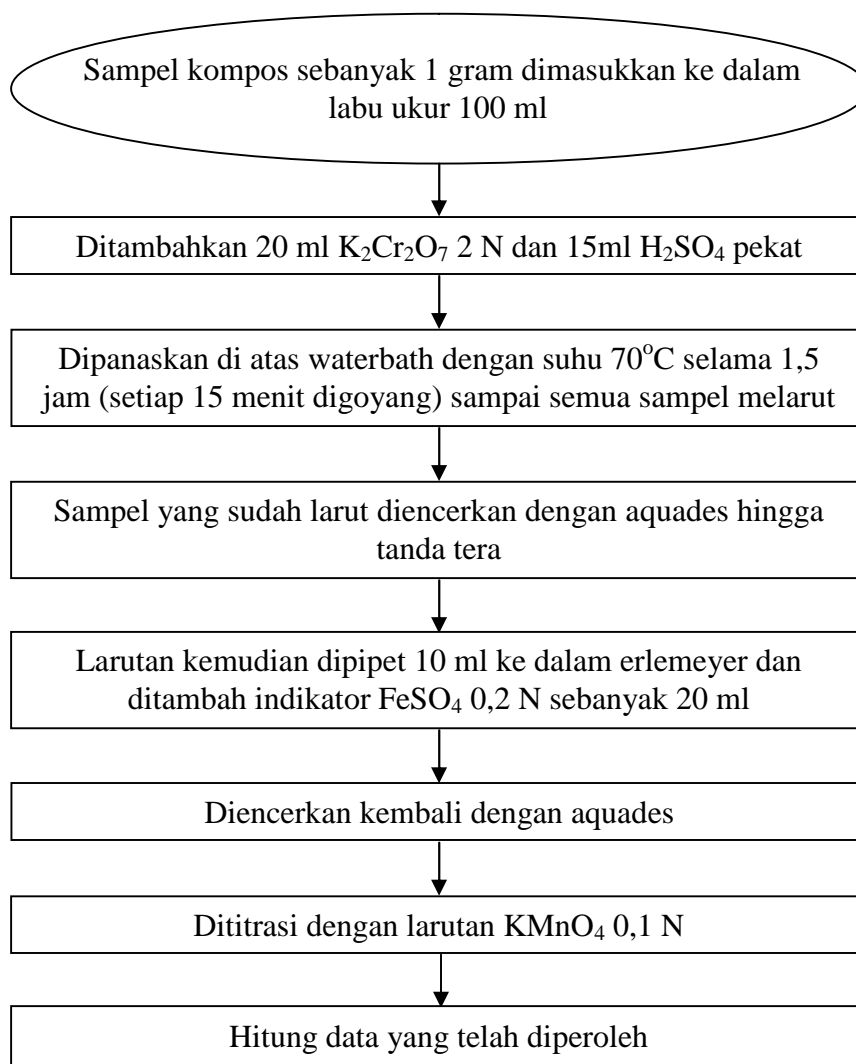 Sampel kompos sebanyak 1 gram dimasukkan ke dalam
labu ukur 100 ml
Ditambahkan 20 ml K₂Cr₂O₇ 2 N dan 15ml H₂SO₄ pekat
Dipanaskan di atas waterbath dengan suhu 70ᵒC selama 1,5
jam (setiap 15 menit digoyang) sampai semua sampel melarut
Sampel yang sudah larut diencerkan dengan aquades hingga
tanda tera
Larutan kemudian dipipet 10 ml ke dalam erlemeyer dan
ditambah indikator FeSO₄ 0,2 N sebanyak 20 ml
Diencerkan kembali dengan aquades
Dititrasi dengan larutan KMnO₄ 0,1 N
Hitung data yang telah diperoleh